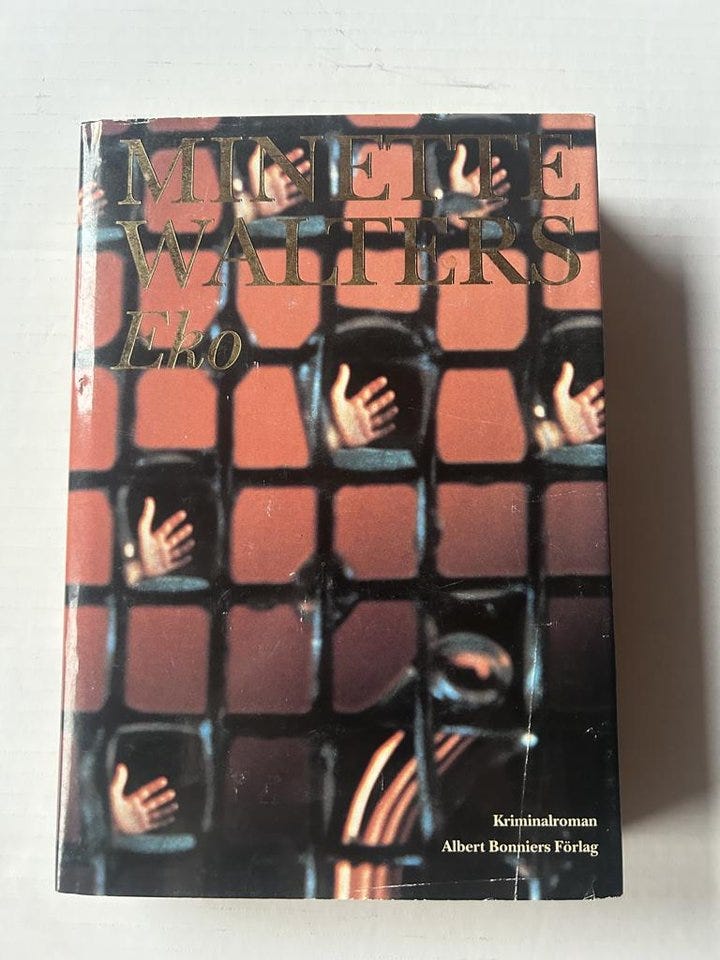 MINETTE
WALTERS
Eko
Kriminalroman
Albert Bonniers Förlag